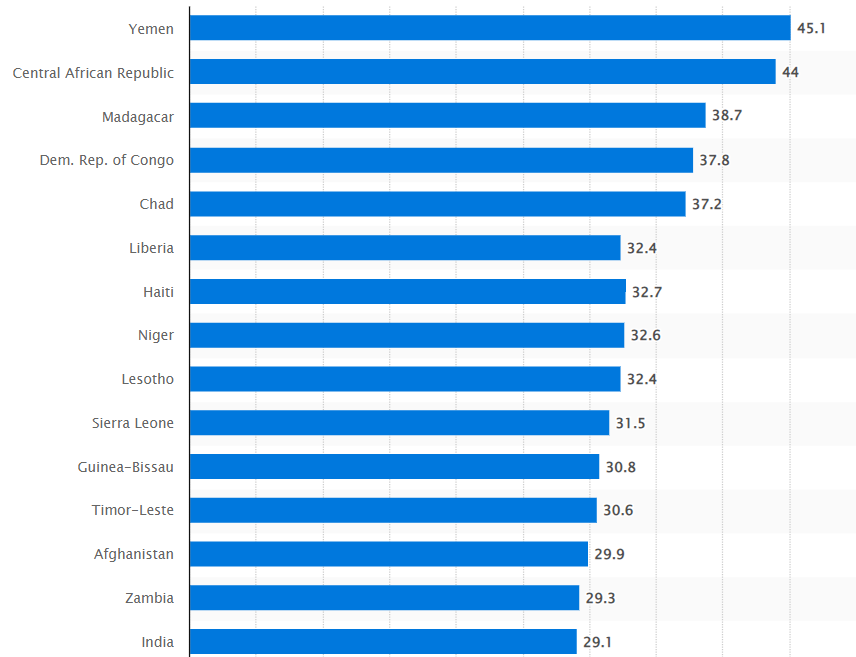 Yemen 45.1
Central African Republic 44
Madagacar 38.7
Dem. Rep. of Congo 37.8
Chad 37.2
Liberia 32.4
Haiti 32.7
Niger 32.6
Lesotho 32.4
Sierra Leone 31.5
Guinea-Bissau 30.8
Timor-Leste 30.6
Afghanistan 29.9
Zambia 29.3
India 29.1